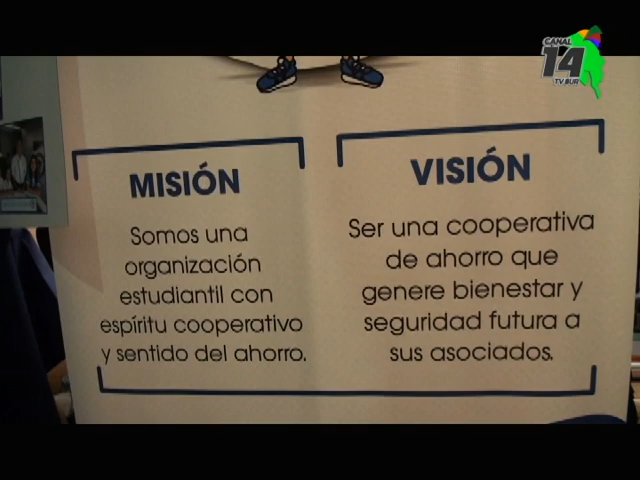 CANAL
14
TV SUR
MISIÓN
Somos una
organización
estudiantil con
espíritu cooperativo
y sentido del ahorro.
VISIÓN
Ser una cooperativa
de ahorro que
genere bienestar y
seguridad futura a
sus asociados.